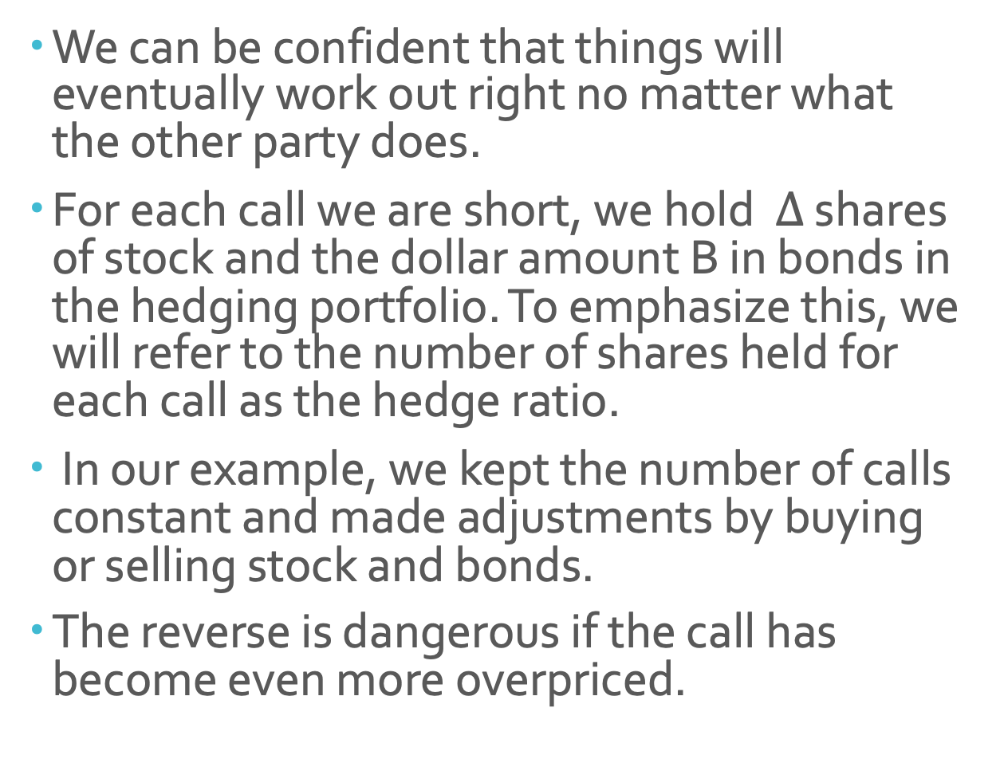 • We can be confident that things will
eventually work out right no matter what
the other party does.
• For each call we are short, we hold Δ shares
of stock and the dollar amount B in bonds in
the hedging portfolio. To emphasize this, we
will refer to the number of shares held for
each call as the hedge ratio.
• In our example, we kept the number of calls
constant and made adjustments by buying
or selling stock and bonds.
• The reverse is dangerous if the call has
become even more overpriced.